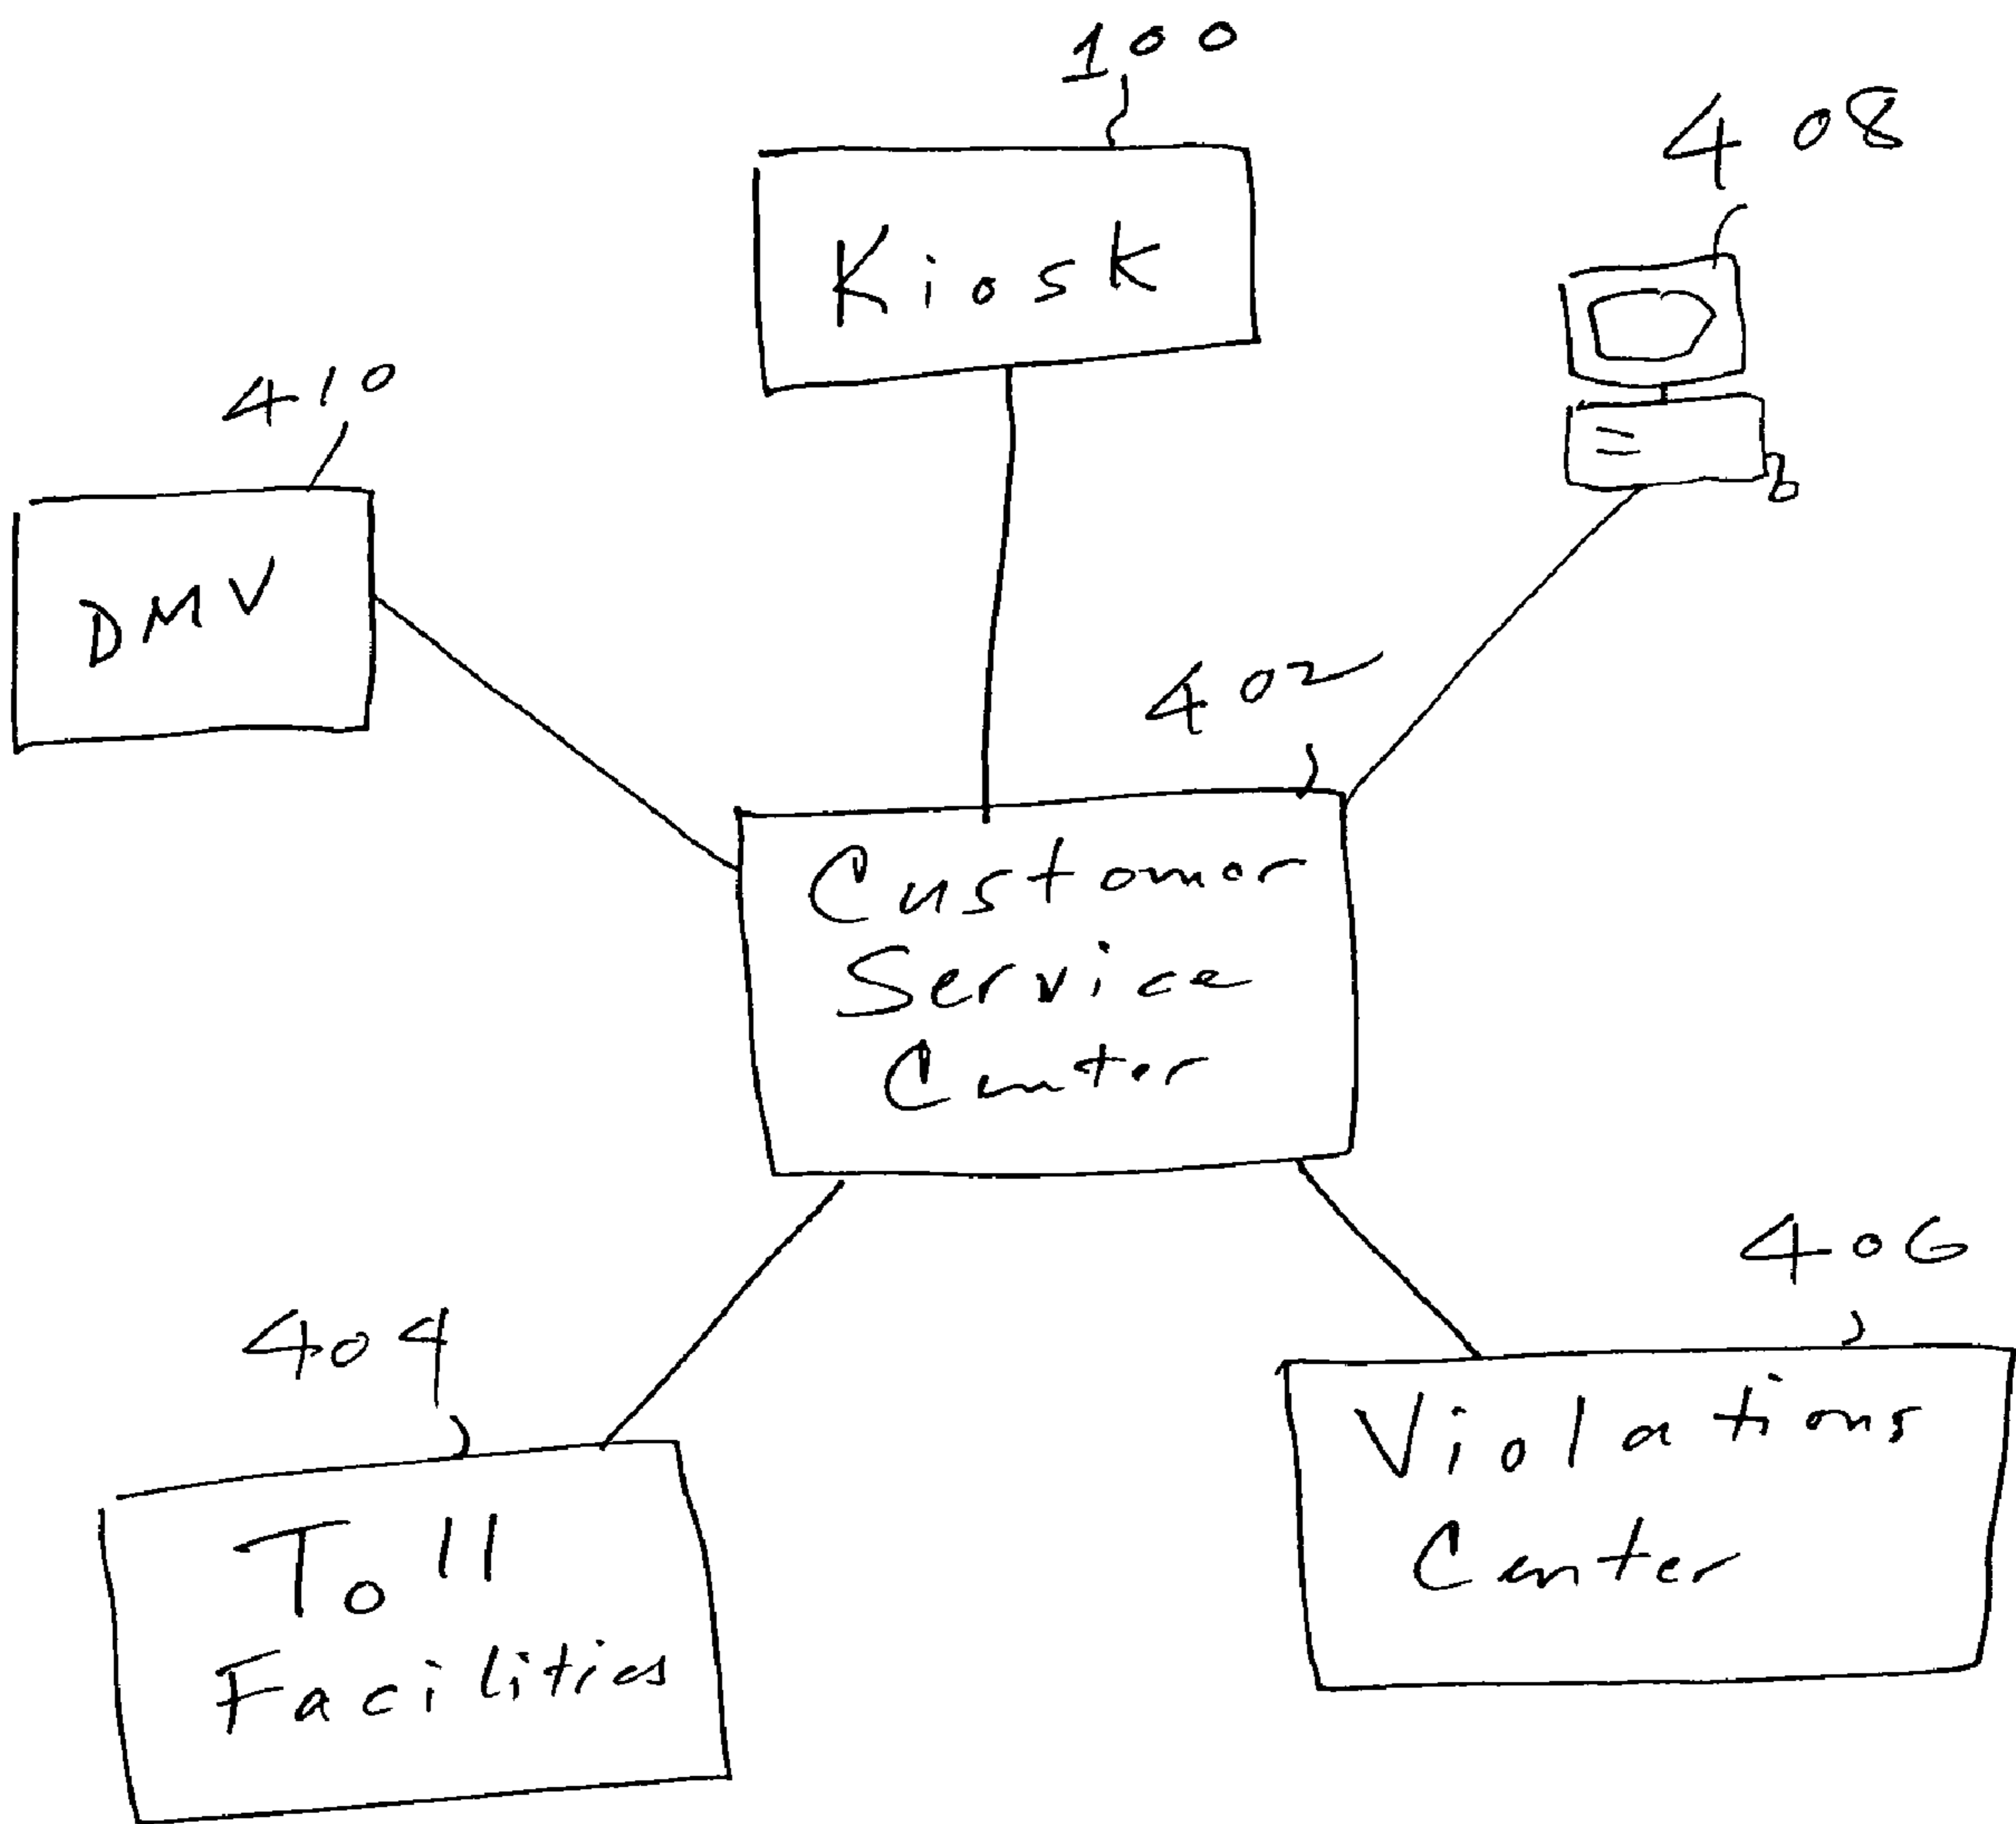 100
Kiosk
408
410
DMV
402
Customer
Service
Center
404
Toll
Facilities
406
Violations
Center